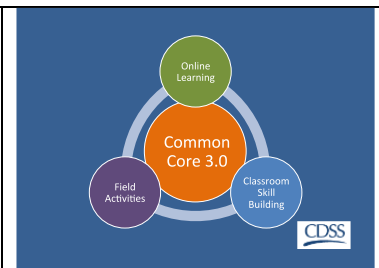 Online
Learning
Common
Core 3.0
Field
Activities
Classroom
Skill
Building
CDSS